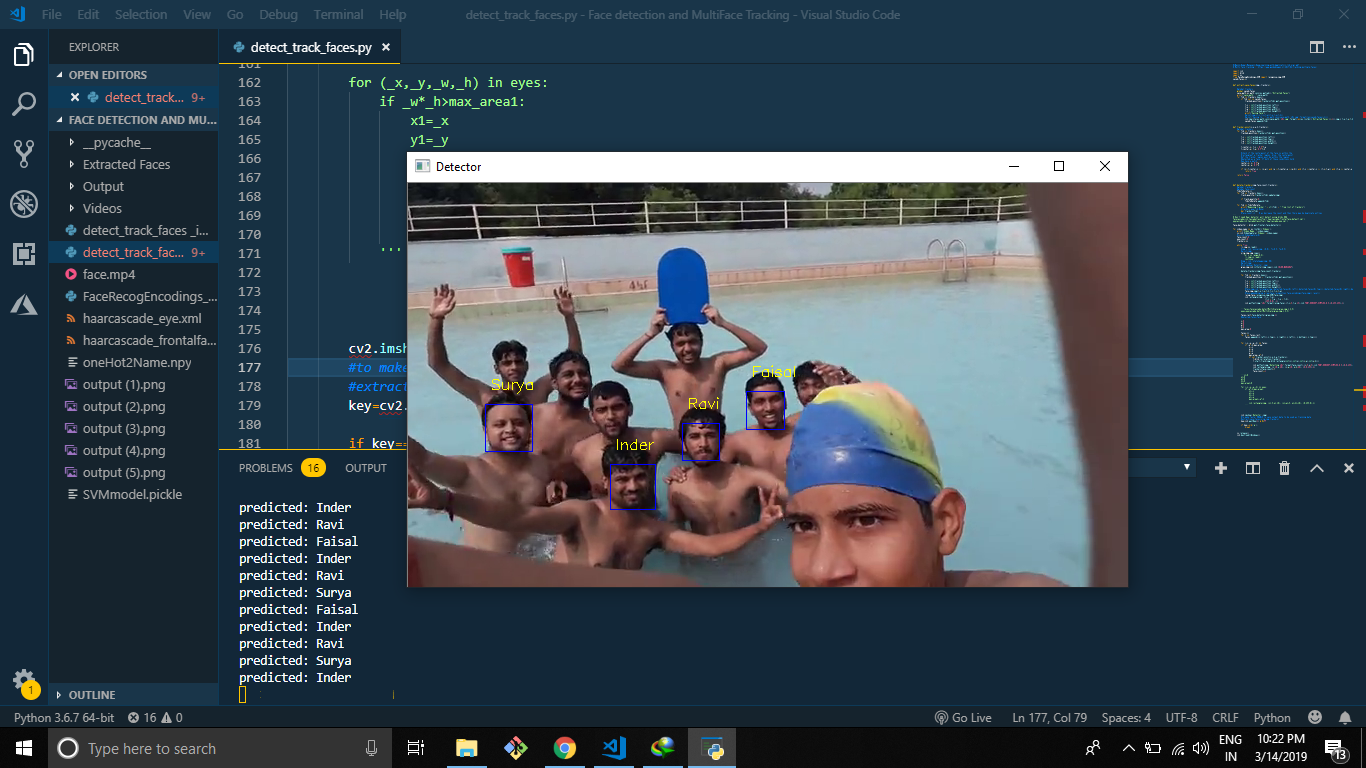 File Edit Selection View Go Debug Terminal Help
detect_track_faces.py - Face detection and MultiFace Tracking - Visual Studio Code
EXPLORER
OPEN EDITORS
detect_track... 9+
FACE DETECTION AND MU...
__pycache__
Extracted Faces
Output
Videos
detect_track_faces _i...
detect_track_fac... 9+
face.mp4
FaceRecogEncodings_...
haarcascade_eye.xml
haarcascade_frontalfa...
oneHot2Name.npy
output (1).png
output (2).png
output (3).png
output (4).png
output (5).png
SVMmodel.pickle
OUTLINE
detect_track_faces.py
161
162 for (_x,_y,_w,_h) in eyes:
163 if _w*_h>max_area1:
164 x1=_x
165 y1=_y
166
167
168
169
170
171 ...
172
173
174
175
176 cv2.imsh
177 #to make
178 #extract
179 key=cv2.
180
181 if key==
Detector
Surya
Faisal
Ravi
Inder
PROBLEMS 16 OUTPUT
predicted: Inder
predicted: Ravi
predicted: Faisal
predicted: Inder
predicted: Ravi
predicted: Surya
predicted: Faisal
predicted: Inder
predicted: Ravi
predicted: Surya
predicted: Inder
1
Python 3.6.7 64-bit 16 0
Go Live Ln 177, Col 79 Spaces: 4 UTF-8 CRLF Python
Type here to search
ENG
IN
10:22 PM
3/14/2019
13